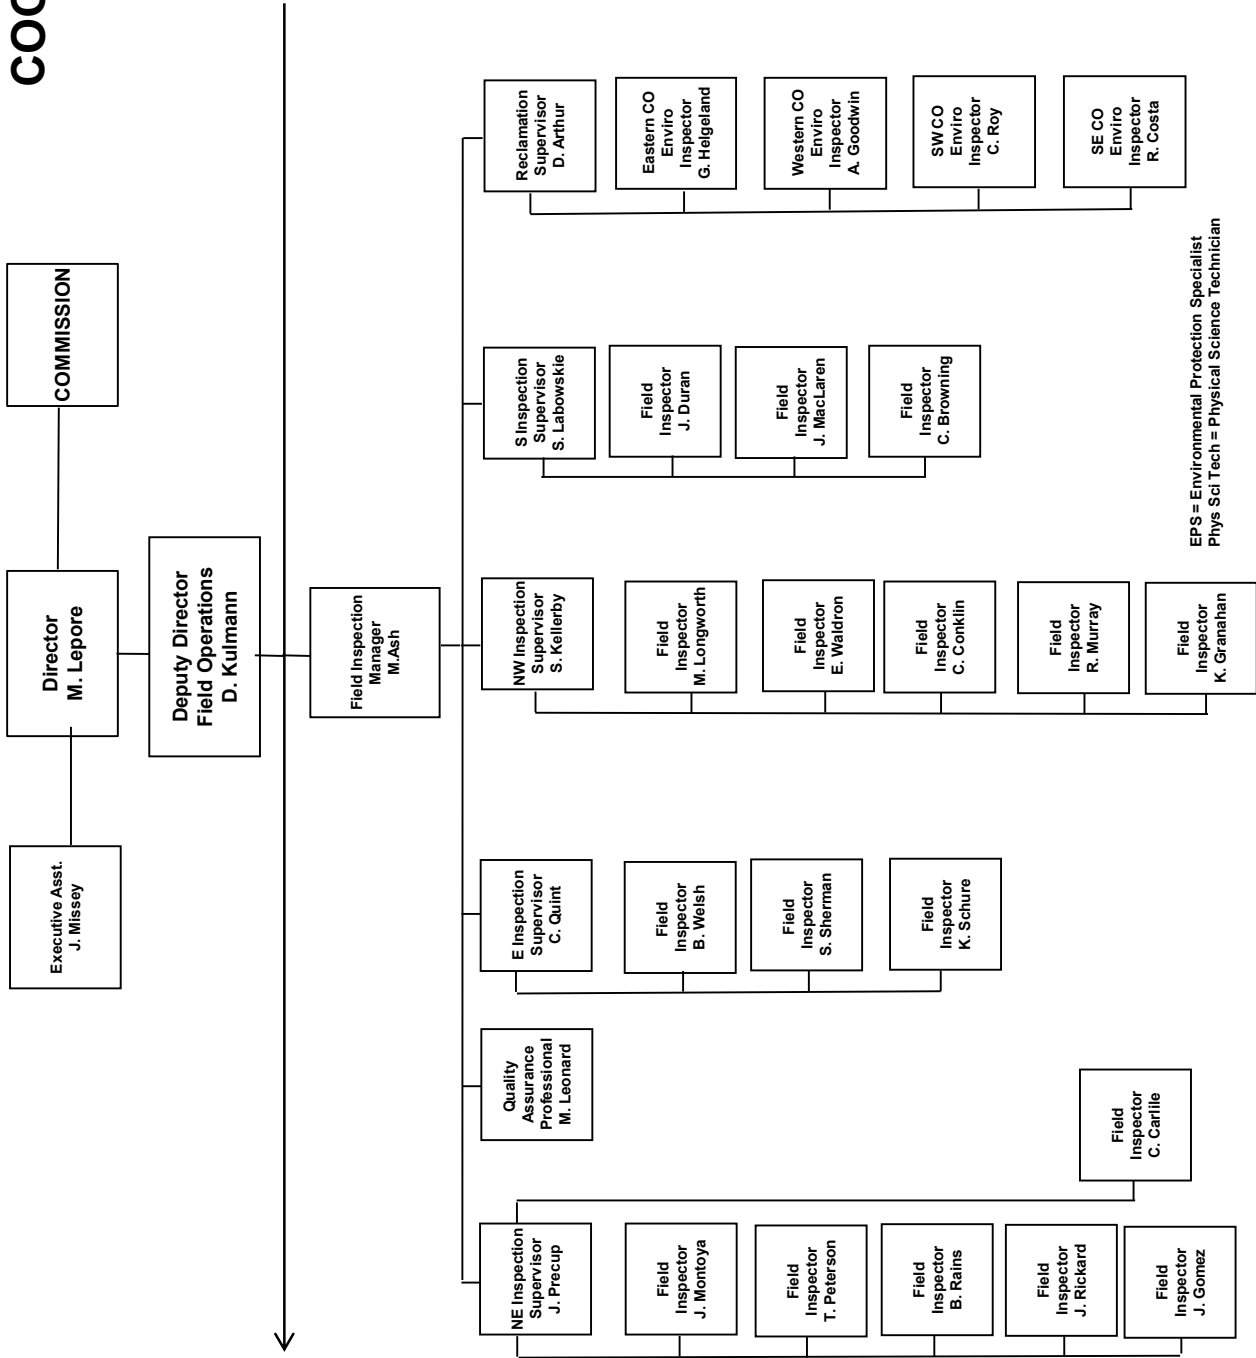 COG
COMMISSION
Director
M. Lepore
Executive Asst.
J. Missey
Deputy Director
Field Operations
D. Kulmann
Field Inspection
Manager
M.Ash
NE Inspection
Supervisor
J. Precup
Field
Inspector
J. Montoya
Field
Inspector
T. Peterson
Field
Inspector
B. Rains
Field
Inspector
J. Rickard
Field
Inspector
J. Gomez
Field
Inspector
C. Carlile
Quality
Assurance
Professional
M. Leonard
E Inspection
Supervisor
C. Quint
Field
Inspector
B. Welsh
Field
Inspector
S. Sherman
Field
Inspector
K. Schure
NW Inspection
Supervisor
S. Kellerby
Field
Inspector
M. Longworth
Field
Inspector
E. Waldron
Field
Inspector
C. Conklin
Field
Inspector
R. Murray
Field
Inspector
K. Granahan
S Inspection
Supervisor
S. Labowskie
Field
Inspector
J. Duran
Field
Inspector
J. MacLaren
Field
Inspector
C. Browning
Reclamation
Supervisor
D. Arthur
Eastern CO
Enviro
Inspector
G. Helgeland
Western CO
Enviro
Inspector
A. Goodwin
SW CO
Enviro
Inspector
C. Roy
SE CO
Enviro
Inspector
R. Costa
EPS = Environmental Protection Specialist
Phys Sci Tech = Physical Science Technician